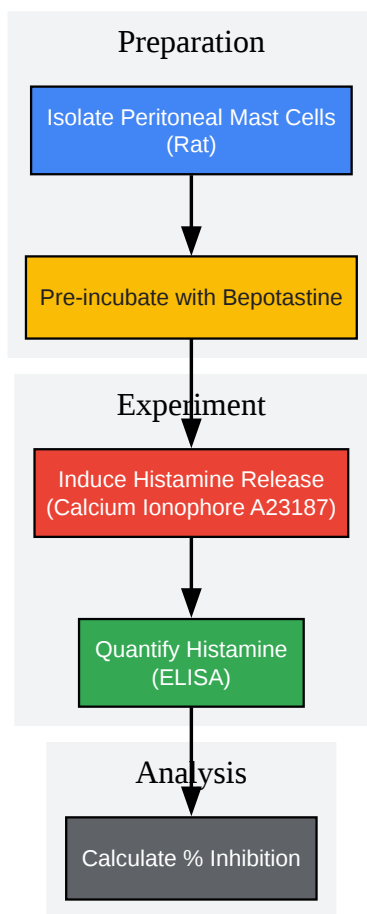 Preparation
Isolate Peritoneal Mast Cells
(Rat)
Pre-incubate with Bepotastine
Experiment
Induce Histamine Release
(Calcium Ionophore A23187)
Quantify Histamine
(ELISA)
Analysis
Calculate % Inhibition